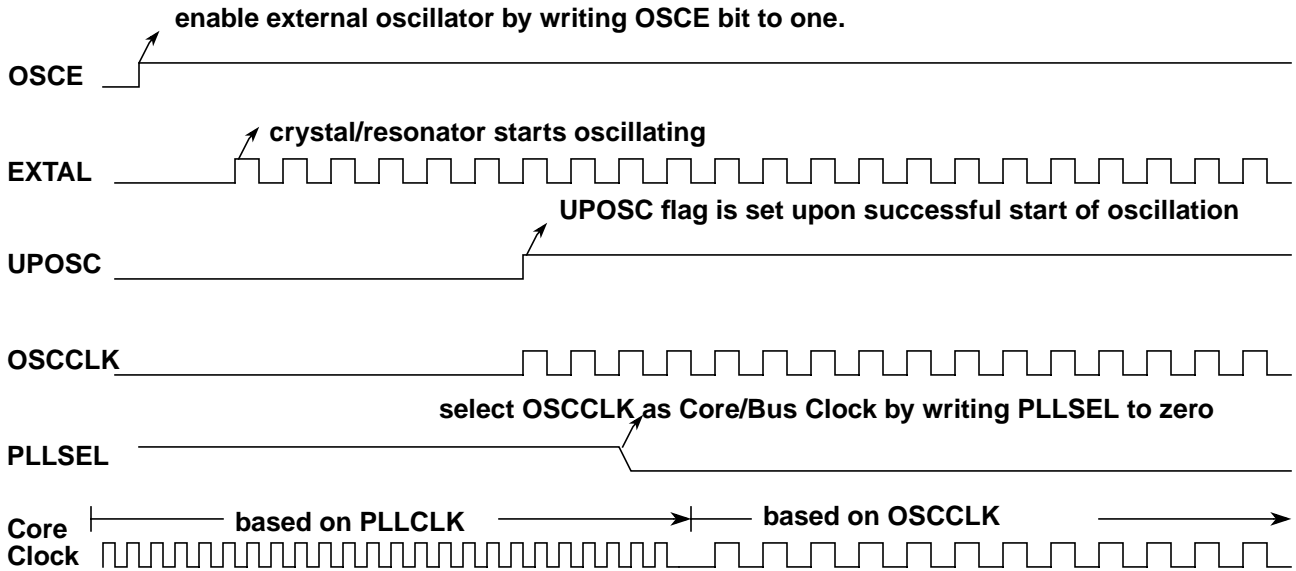 enable external oscillator by writing OSCE bit to one.
OSCE
crystal/resonator starts oscillating
EXTAL
UPOSC flag is set upon successful start of oscillation
UPOSC
OSCCLK
select OSCCLK as Core/Bus Clock by writing PLLSEL to zero
PLLSEL
Core
Clock
based on PLLCLK
based on OSCCLK